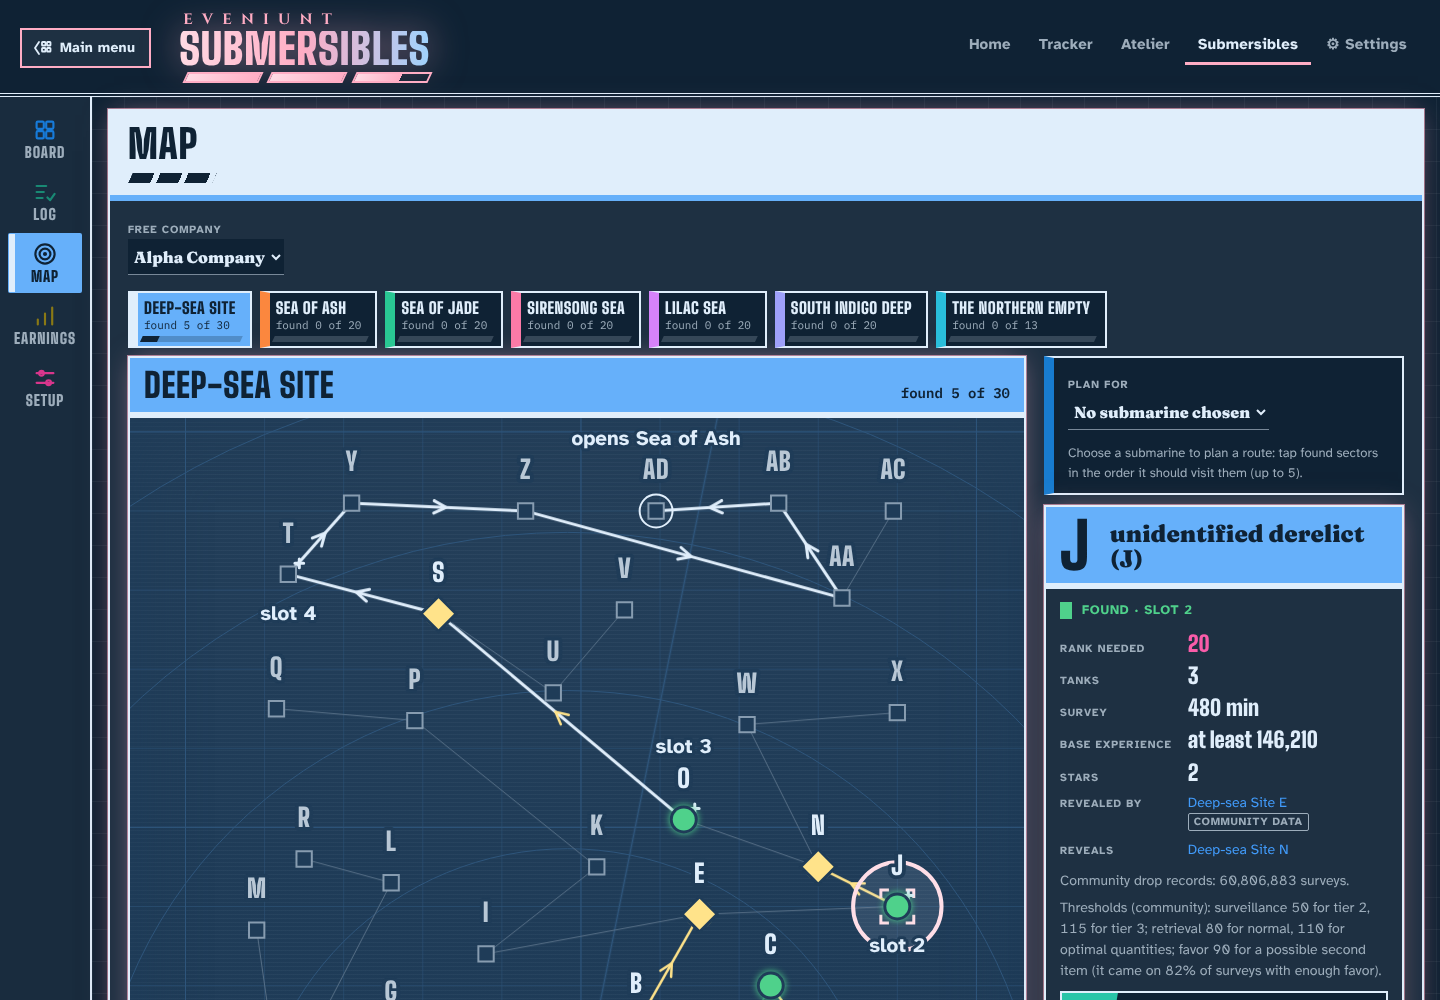 Main menu
EVENIUNT
SUBMERSIBLES
Home
Tracker
Atelier
Submersibles
Settings
BOARD
LOG
MAP
EARNINGS
SETUP
MAP
FREE COMPANY
Alpha Company
DEEP-SEA SITE
found 5 of 30
SEA OF ASH
found 0 of 20
SEA OF JADE
found 0 of 20
SIRENSONG SEA
found 0 of 20
LILAC SEA
found 0 of 20
SOUTH INDIGO DEEP
found 0 of 20
THE NORTHERN EMPTY
found 0 of 13
DEEP-SEA SITE
found 5 of 30
opens Sea of Ash
Y
Z
AD
AB
AC
T
S
V
AA
slot 4
Q
P
U
W
X
slot 3
O
R
L
K
N
M
I
E
J
slot 2
C
B
G
PLAN FOR
No submarine chosen
Choose a submarine to plan a route: tap found sectors
in the order it should visit them (up to 5).
J
unidentified derelict
(J)
FOUND · SLOT 2
RANK NEEDED 20
TANKS 3
SURVEY 480 min
BASE EXPERIENCE at least 146,210
STARS 2
REVEALED BY Deep-sea Site E
COMMUNITY DATA
REVEALS Deep-sea Site N
Community drop records: 60,806,883 surveys.
Thresholds (community): surveillance 50 for tier 2,
115 for tier 3; retrieval 80 for normal, 110 for
optimal quantities; favor 90 for a possible second
item (it came on 82% of surveys with enough favor).